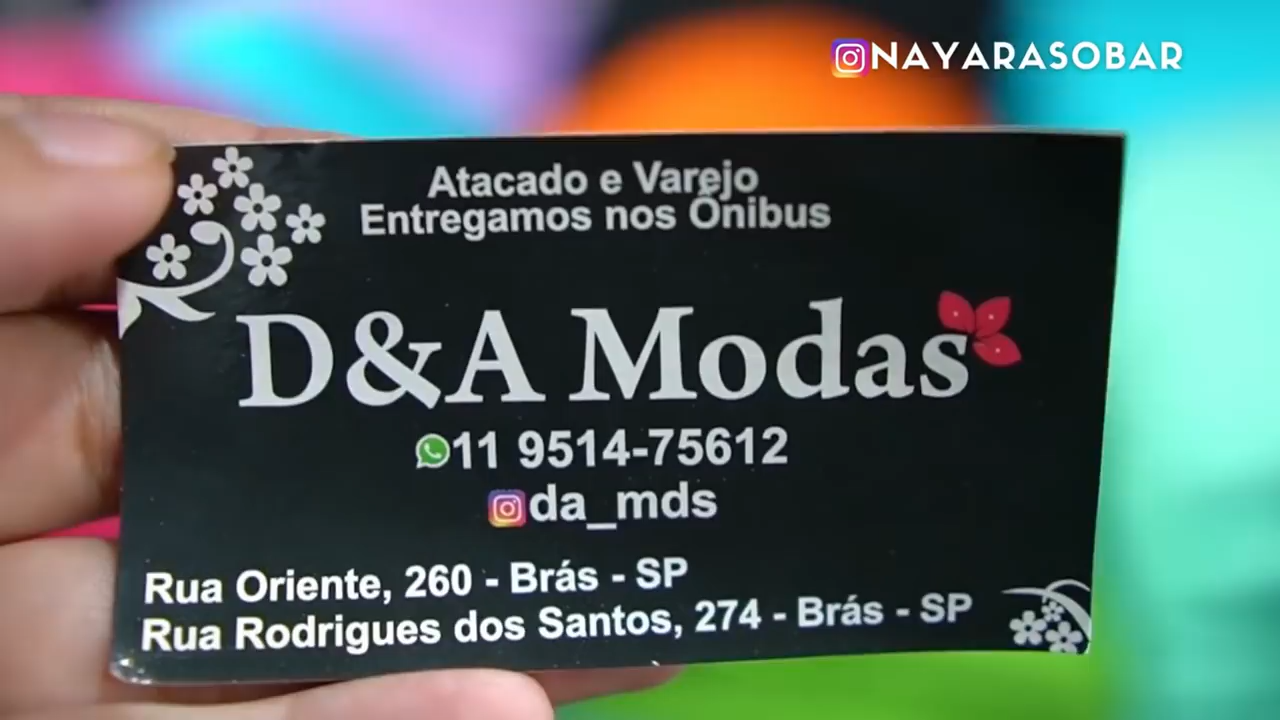 NAYARASOBAR
Atacado e Varejo
Entregamos nos Ônibus
D&A Modas
11 9514-75612
da_mds
Rua Oriente, 260 - Brás - SP
Rua Rodrigues dos Santos, 274 - Brás - SP